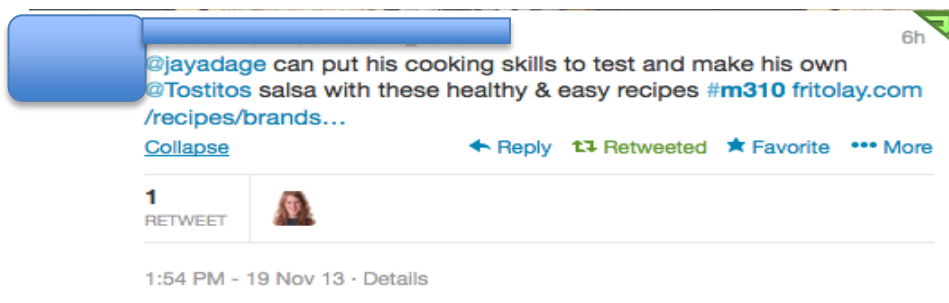 6h
@jayadage can put his cooking skills to test and make his own
@Tostitos salsa with these healthy & easy recipes #m310 fritolay.com
/recipes/brands...
Collapse Reply Retweeted Favorite More
1
RETWEET
1:54 PM - 19 Nov 13 · Details